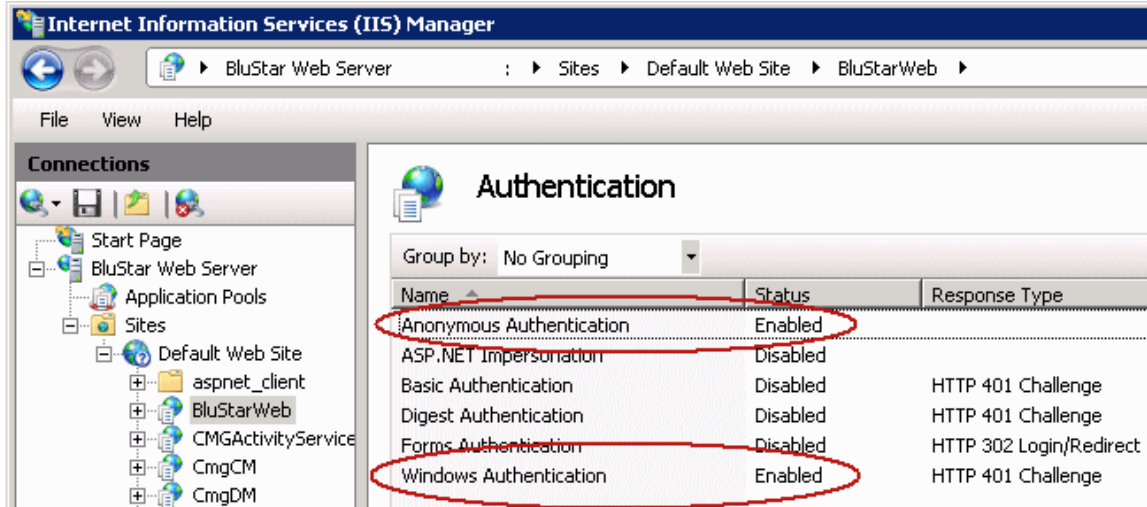 Internet Information Services (IIS) Manager
BluStar Web Server : Sites Default Web Site BluStarWeb
File View Help
Connections
Start Page
BluStar Web Server
Application Pools
Sites
Default Web Site
aspnet_client
BluStarWeb
CMGActivityService
CmgCM
CmgDM
Authentication
Group by: No Grouping
Name Status Response Type
Anonymous Authentication Enabled
ASP.NET Impersonation Disabled
Basic Authentication Disabled HTTP 401 Challenge
Digest Authentication Disabled HTTP 401 Challenge
Forms Authentication Disabled HTTP 302 Login/Redirect
Windows Authentication Enabled HTTP 401 Challenge